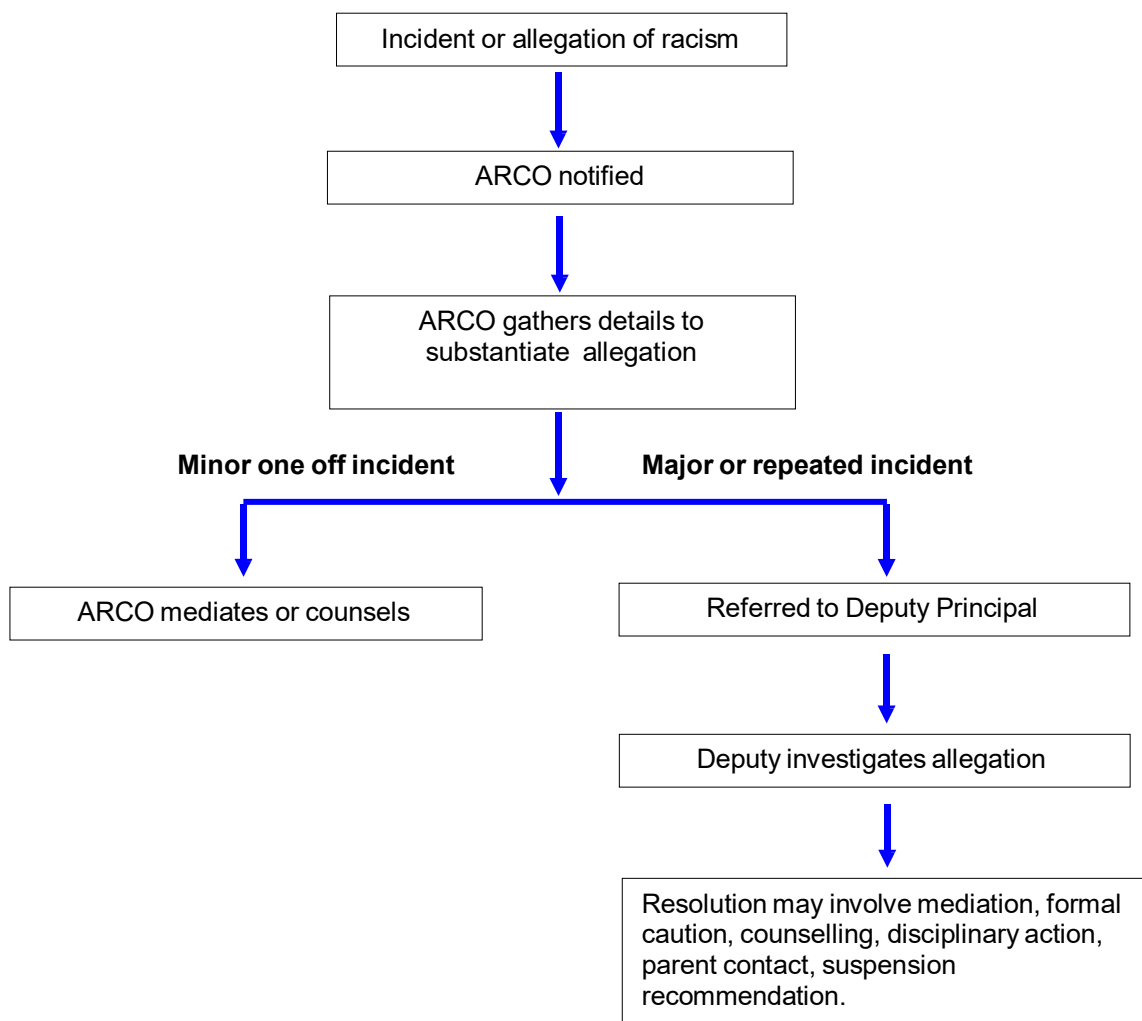 Incident or allegation of racism
ARCO notified
ARCO gathers details to
substantiate allegation
Minor one off incident
Major or repeated incident
ARCO mediates or counsels
Referred to Deputy Principal
Deputy investigates allegation
Resolution may involve mediation, formal
caution, counselling, disciplinary action,
parent contact, suspension
recommendation.